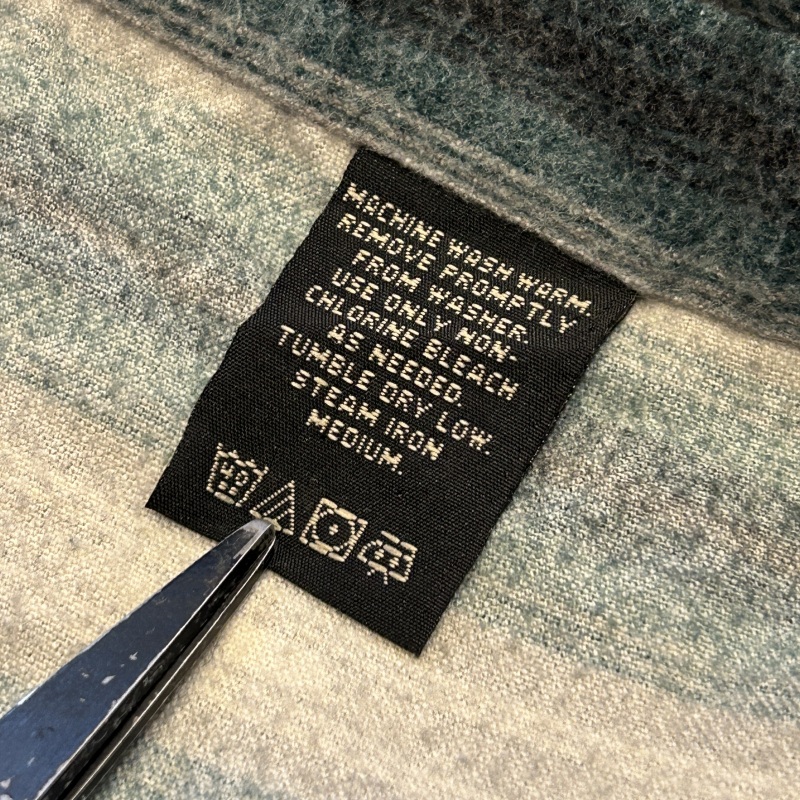 MACHINE WASH WARM.
REMOVE PROMPTLY
FROM WASHER.
USE ONLY NON-
CHLORINE BLEACH
AS NEEDED.
TUMBLE DRY LOW.
STEAM IRON
MEDIUM.
40